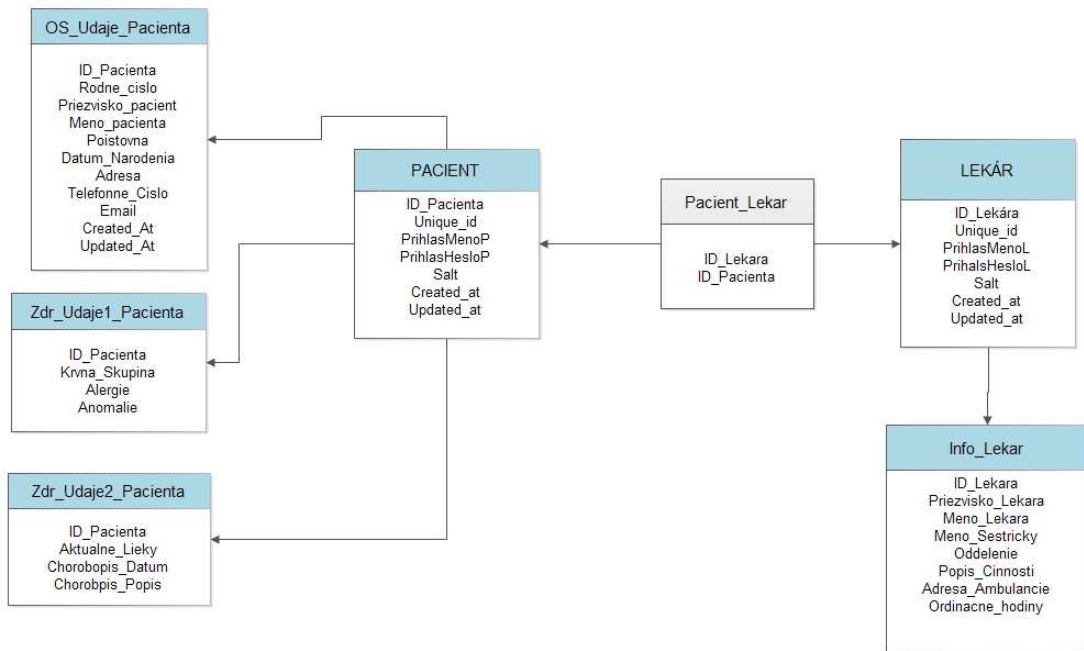 OS_Udaje_Pacienta
ID_Pacienta
Rodne_cislo
Priezvisko_pacient
Meno_pacienta
Poistovna
Datum_Narodenia
Adresa
Telefonne_Cislo
Email
Created_At
Updated_At
Zdr_Udaje1_Pacienta
ID_Pacienta
Krvna_Skupina
Alergie
Anomalie
Zdr_Udaje2_Pacienta
ID_Pacienta
Aktualne_Lieky
Chorobopis_Datum
Chorobpis_Popis
PACIENT
ID_Pacienta
Unique_id
PrihlasMenoP
PrihlasHesloP
Salt
Created_at
Updated_at
Pacient_Lekar
ID_Lekara
ID_Pacienta
LEKÁR
ID_Lekára
Unique_id
PrihlasMenoL
PrihalsHesloL
Salt
Created_at
Updated_at
Info_Lekar
ID_Lekara
Priezvisko_Lekara
Meno_Lekara
Meno_Sestricky
Oddelenie
Popis_Cinnosti
Adresa_Ambulancie
Ordinacne_hodiny